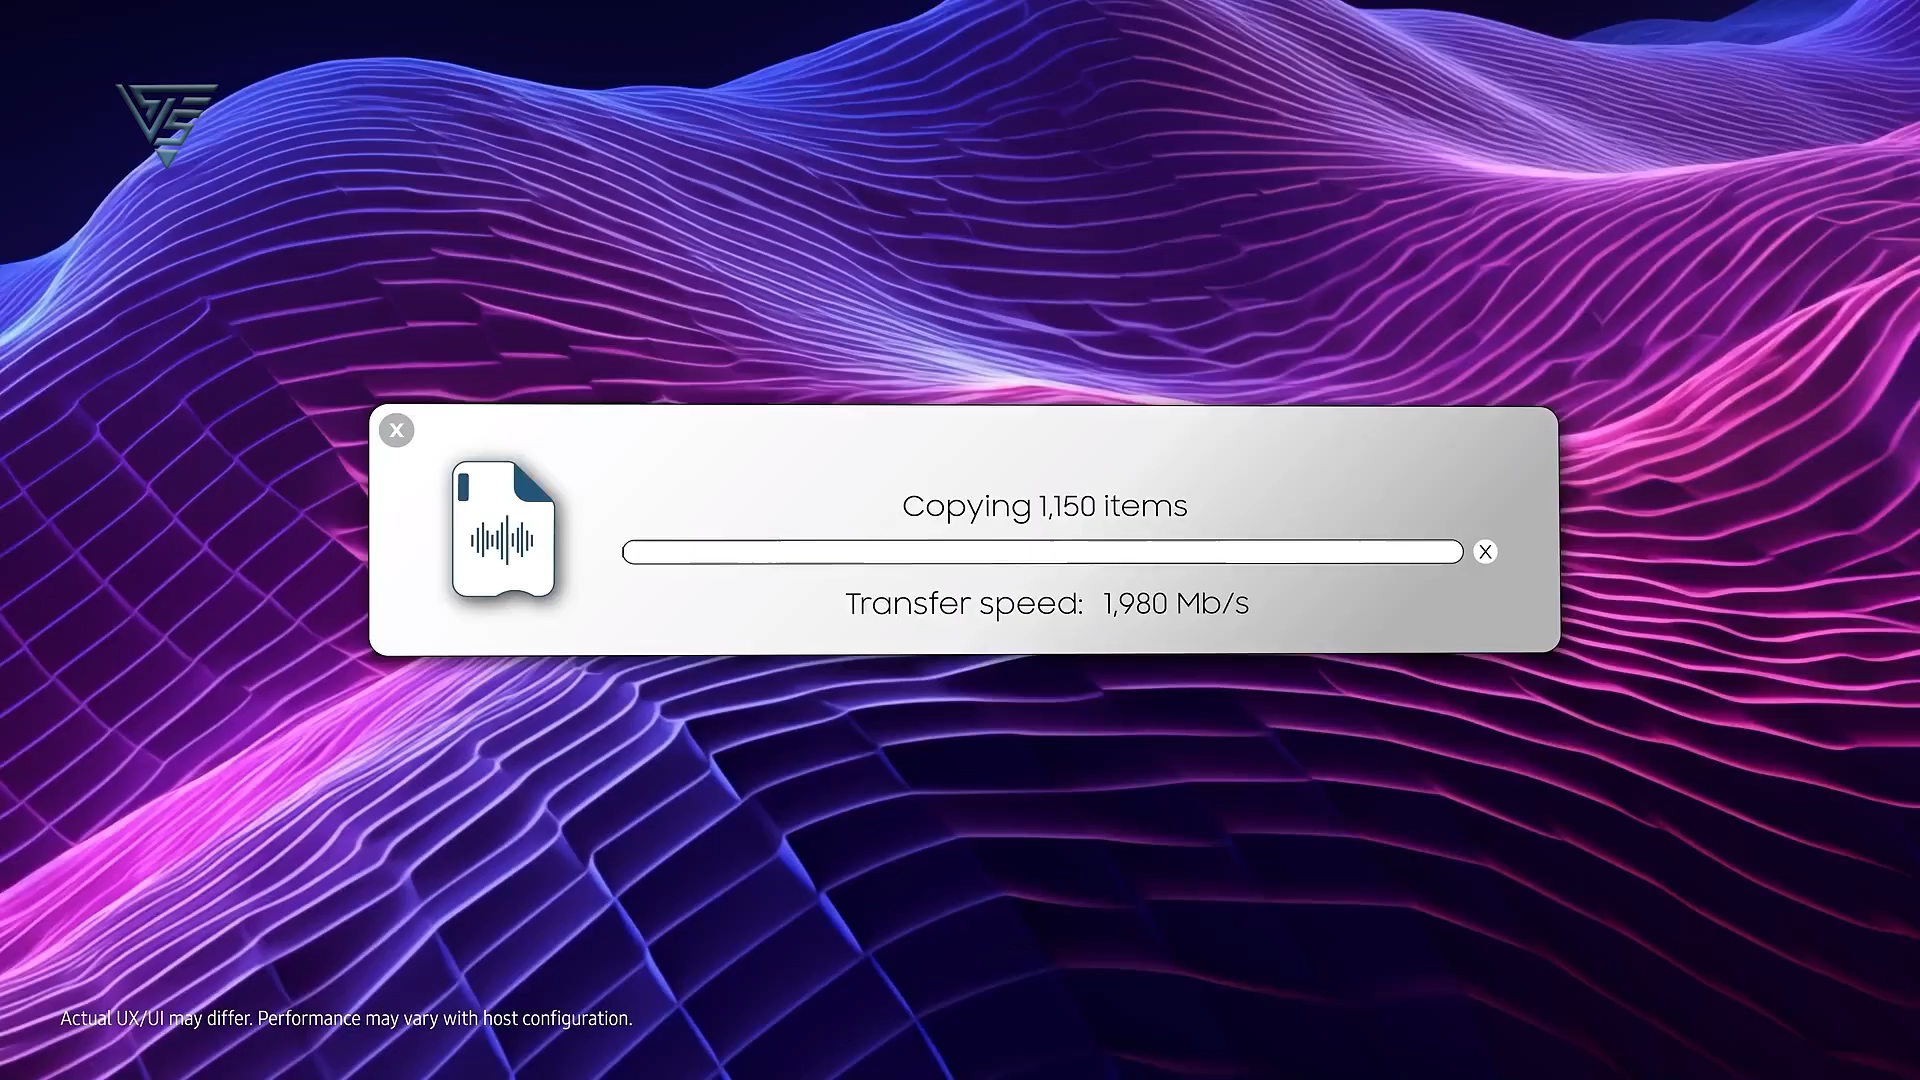 X
Copying 1,150 items
X
Transfer speed: 1,980 Mb/s
Actual UX/UI may differ. Performance may vary with host configuration.